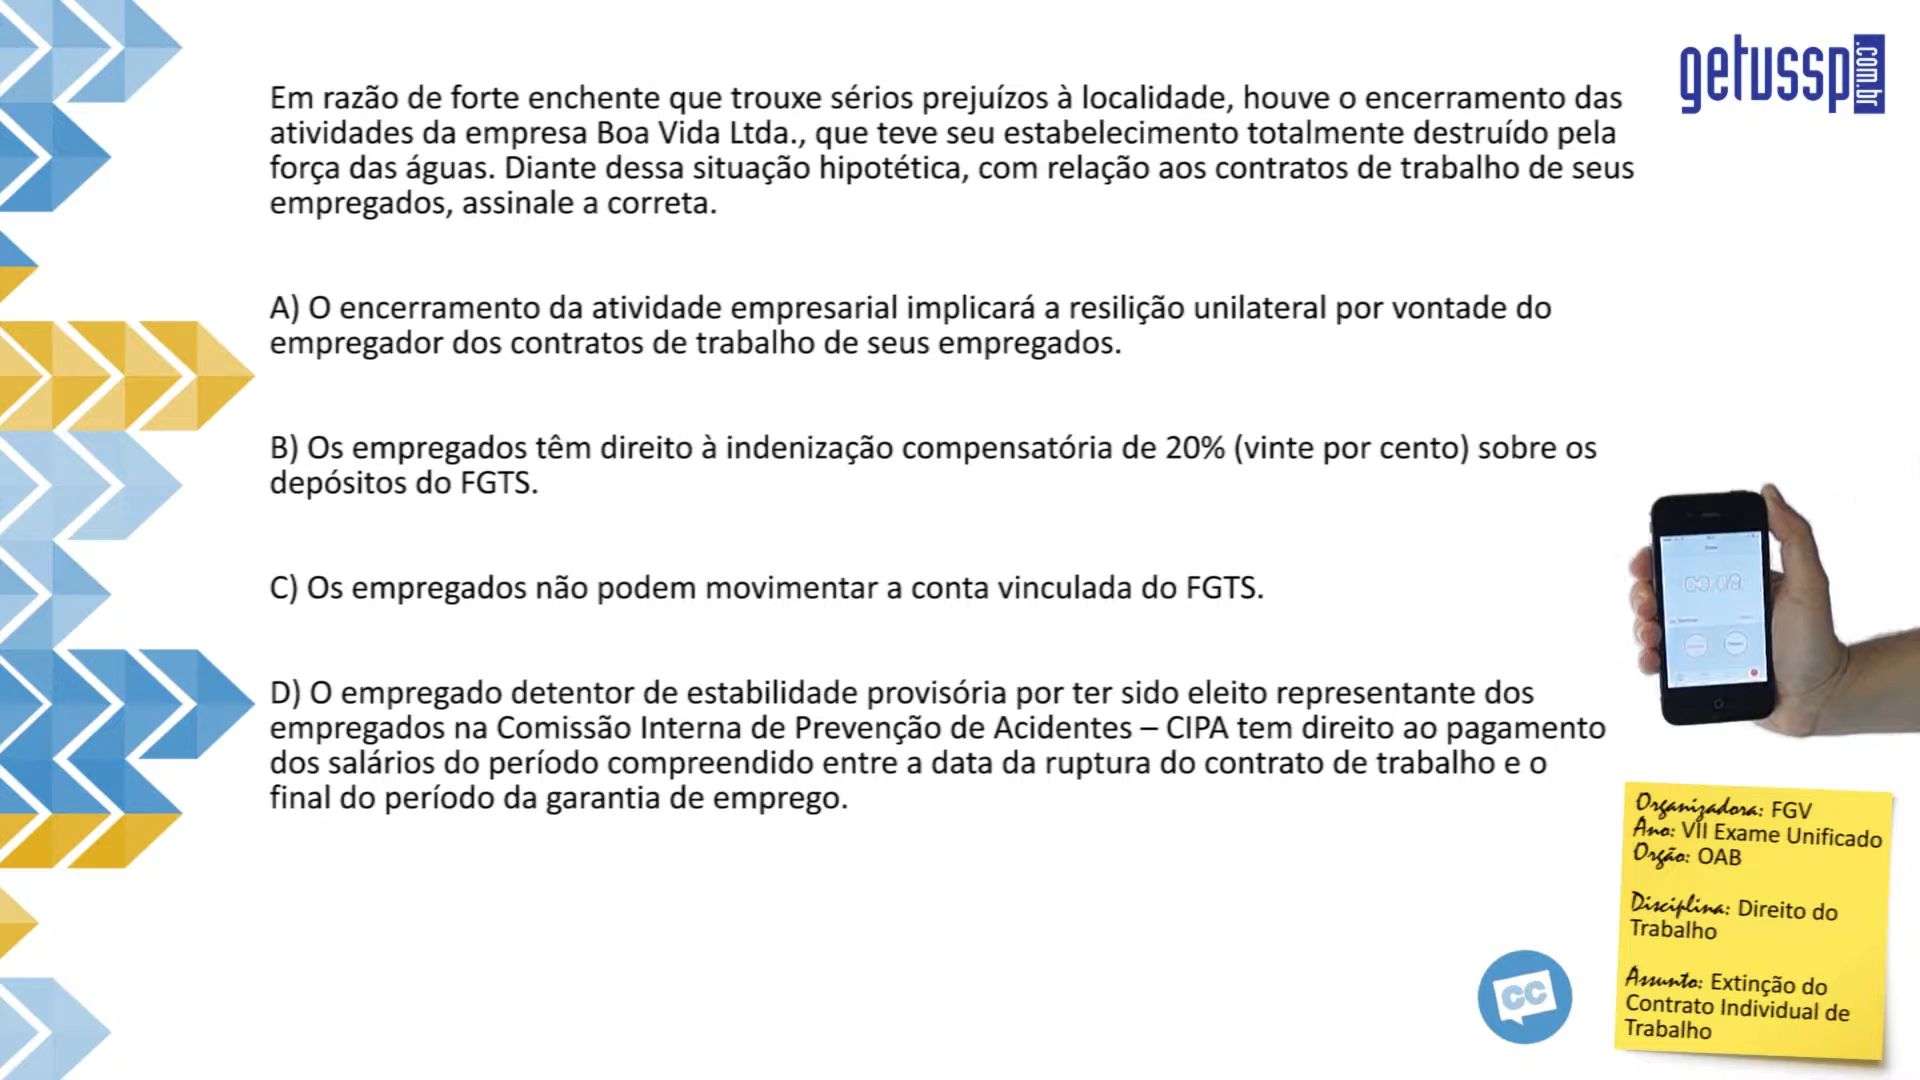 getussp
.com.br
Em razão de forte enchente que trouxe sérios prejuízos à localidade, houve o encerramento das
atividades da empresa Boa Vida Ltda., que teve seu estabelecimento totalmente destruído pela
força das águas. Diante dessa situação hipotética, com relação aos contratos de trabalho de seus
empregados, assinale a correta.
A) O encerramento da atividade empresarial implicará a resilição unilateral por vontade do
empregador dos contratos de trabalho de seus empregados.
B) Os empregados têm direito à indenização compensatória de 20% (vinte por cento) sobre os
depósitos do FGTS.
C) Os empregados não podem movimentar a conta vinculada do FGTS.
D) O empregado detentor de estabilidade provisória por ter sido eleito representante dos
empregados na Comissão Interna de Prevenção de Acidentes – CIPA tem direito ao pagamento
dos salários do período compreendido entre a data da ruptura do contrato de trabalho e o
final do período da garantia de emprego.
Organizadora: FGV
Ano: VII Exame Unificado
Orgão: OAB
Disciplina: Direito do
Trabalho
Assunto: Extinção do
Contrato Individual de
Trabalho
CC